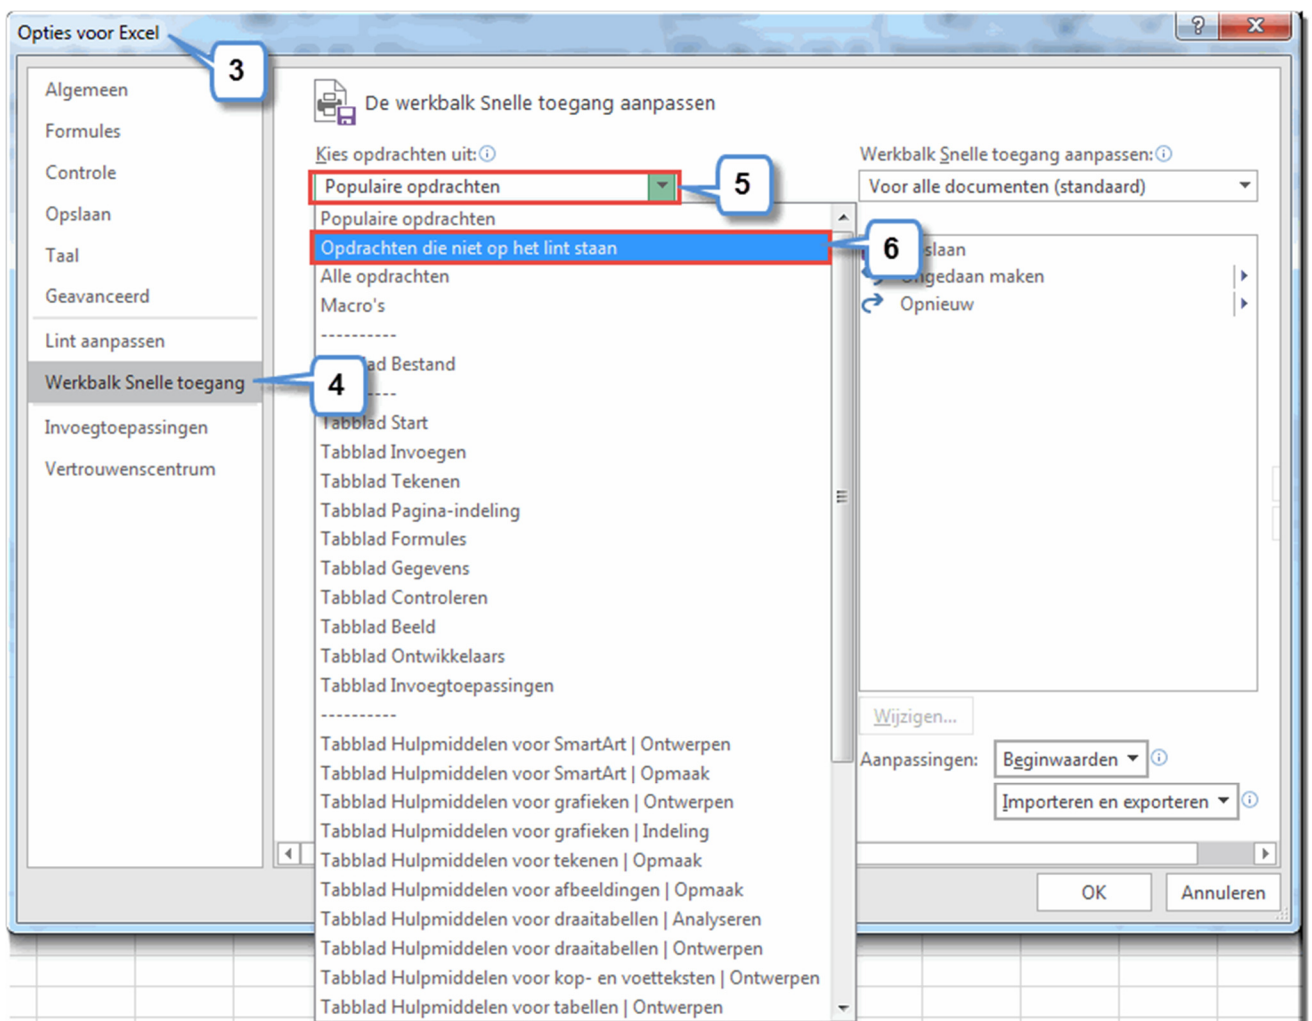 Opties voor Excel
3
Algemeen
Formules
Controle
Opslaan
Taal
Geavanceerd
Lint aanpassen
Werkbalk Snelle toegang
4
Invoegtoepassingen
Vertrouwenscentrum
De werkbalk Snelle toegang aanpassen
Kies opdrachten uit:
Populaire opdrachten
5
Populaire opdrachten
Opdrachten die niet op het lint staan
6
Alle opdrachten
Macro's
----------
ad Bestand
----
Tabblad Start
Tabblad Invoegen
Tabblad Tekenen
Tabblad Pagina-indeling
Tabblad Formules
Tabblad Gegevens
Tabblad Controleren
Tabblad Beeld
Tabblad Ontwikkelaars
Tabblad Invoegtoepassingen
----------
Tabblad Hulpmiddelen voor SmartArt | Ontwerpen
Tabblad Hulpmiddelen voor SmartArt | Opmaak
Tabblad Hulpmiddelen voor grafieken | Ontwerpen
Tabblad Hulpmiddelen voor grafieken | Indeling
Tabblad Hulpmiddelen voor tekenen | Opmaak
Tabblad Hulpmiddelen voor afbeeldingen | Opmaak
Tabblad Hulpmiddelen voor draaitabellen | Analyseren
Tabblad Hulpmiddelen voor draaitabellen | Ontwerpen
Tabblad Hulpmiddelen voor kop- en voetteksten | Ontwerpen
Tabblad Hulpmiddelen voor tabellen | Ontwerpen
Werkbalk Snelle toegang aanpassen:
Voor alle documenten (standaard)
slaan
Ongedaan maken
Opnieuw
Wijzigen...
Aanpassingen:
Beginwaarden
Importeren en exporteren
OK
Annuleren